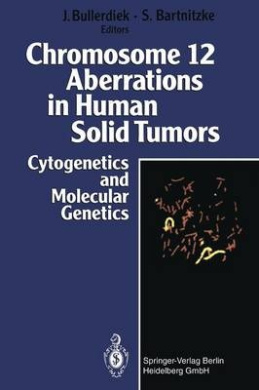 J. Bullerdiek - S. Bartnitzke
Editors
Chromosome 12
Aberrations
in Human
Solid Tumors
Cytogenetics
and
Molecular
Genetics
Springer-Verlag Berlin
Heidelberg GmbH